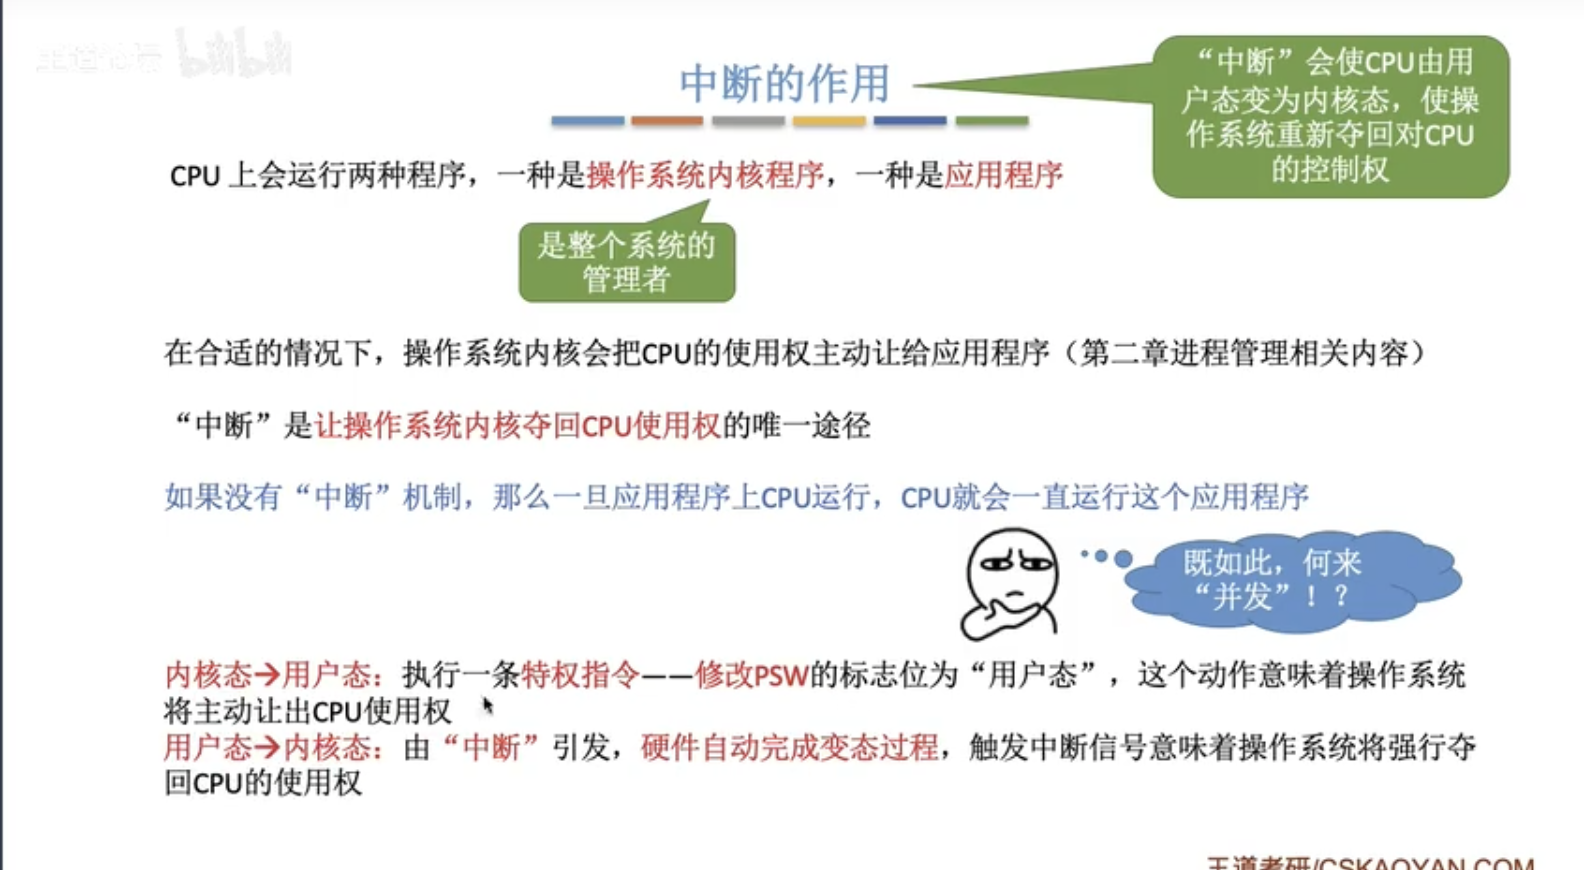 王道论坛 bilibili
中断的作用
“中断”会使CPU由用
户态变为内核态，使操
作系统重新夺回对CPU
的控制权
CPU 上会运行两种程序，一种是操作系统内核程序，一种是应用程序
是整个系统的
管理者
在合适的情况下，操作系统内核会把CPU的使用权主动让给应用程序（第二章进程管理相关内容）
“中断”是让操作系统内核夺回CPU使用权的唯一途径
如果没有“中断”机制，那么一旦应用程序上CPU运行，CPU就会一直运行这个应用程序
既如此，何来
“并发”！？
内核态→用户态：执行一条特权指令——修改PSW的标志位为“用户态”，这个动作意味着操作系统
将主动让出CPU使用权
用户态→内核态：由“中断”引发，硬件自动完成变态过程，触发中断信号意味着操作系统将强行夺
回CPU的使用权
王道考研/CSKAOYAN.COM